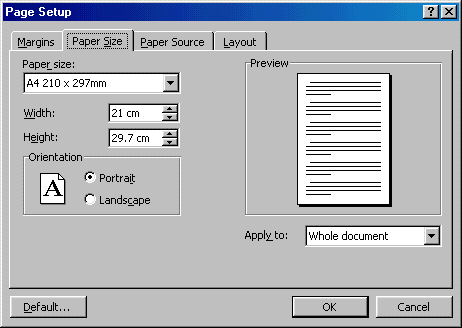 Page Setup
Margins Paper Size Paper Source Layout
Paper size:
A4 210 x 297mm
Width: 21 cm
Height: 29.7 cm
Orientation
A
Portrait
Landscape
Preview
Apply to: Whole document
Default... OK Cancel